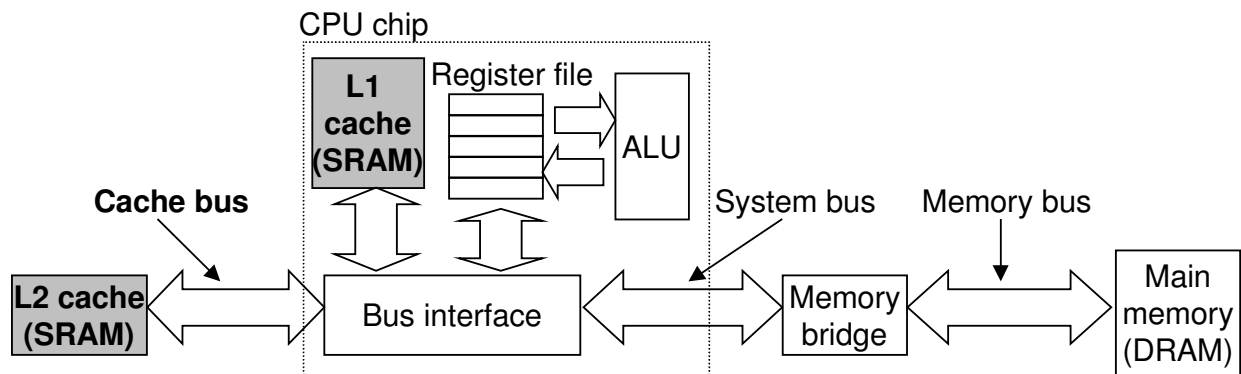 CPU chip
L1
cache
(SRAM)
Register file
ALU
Cache bus
System bus
Memory bus
L2 cache
(SRAM)
Bus interface
Memory
bridge
Main
memory
(DRAM)